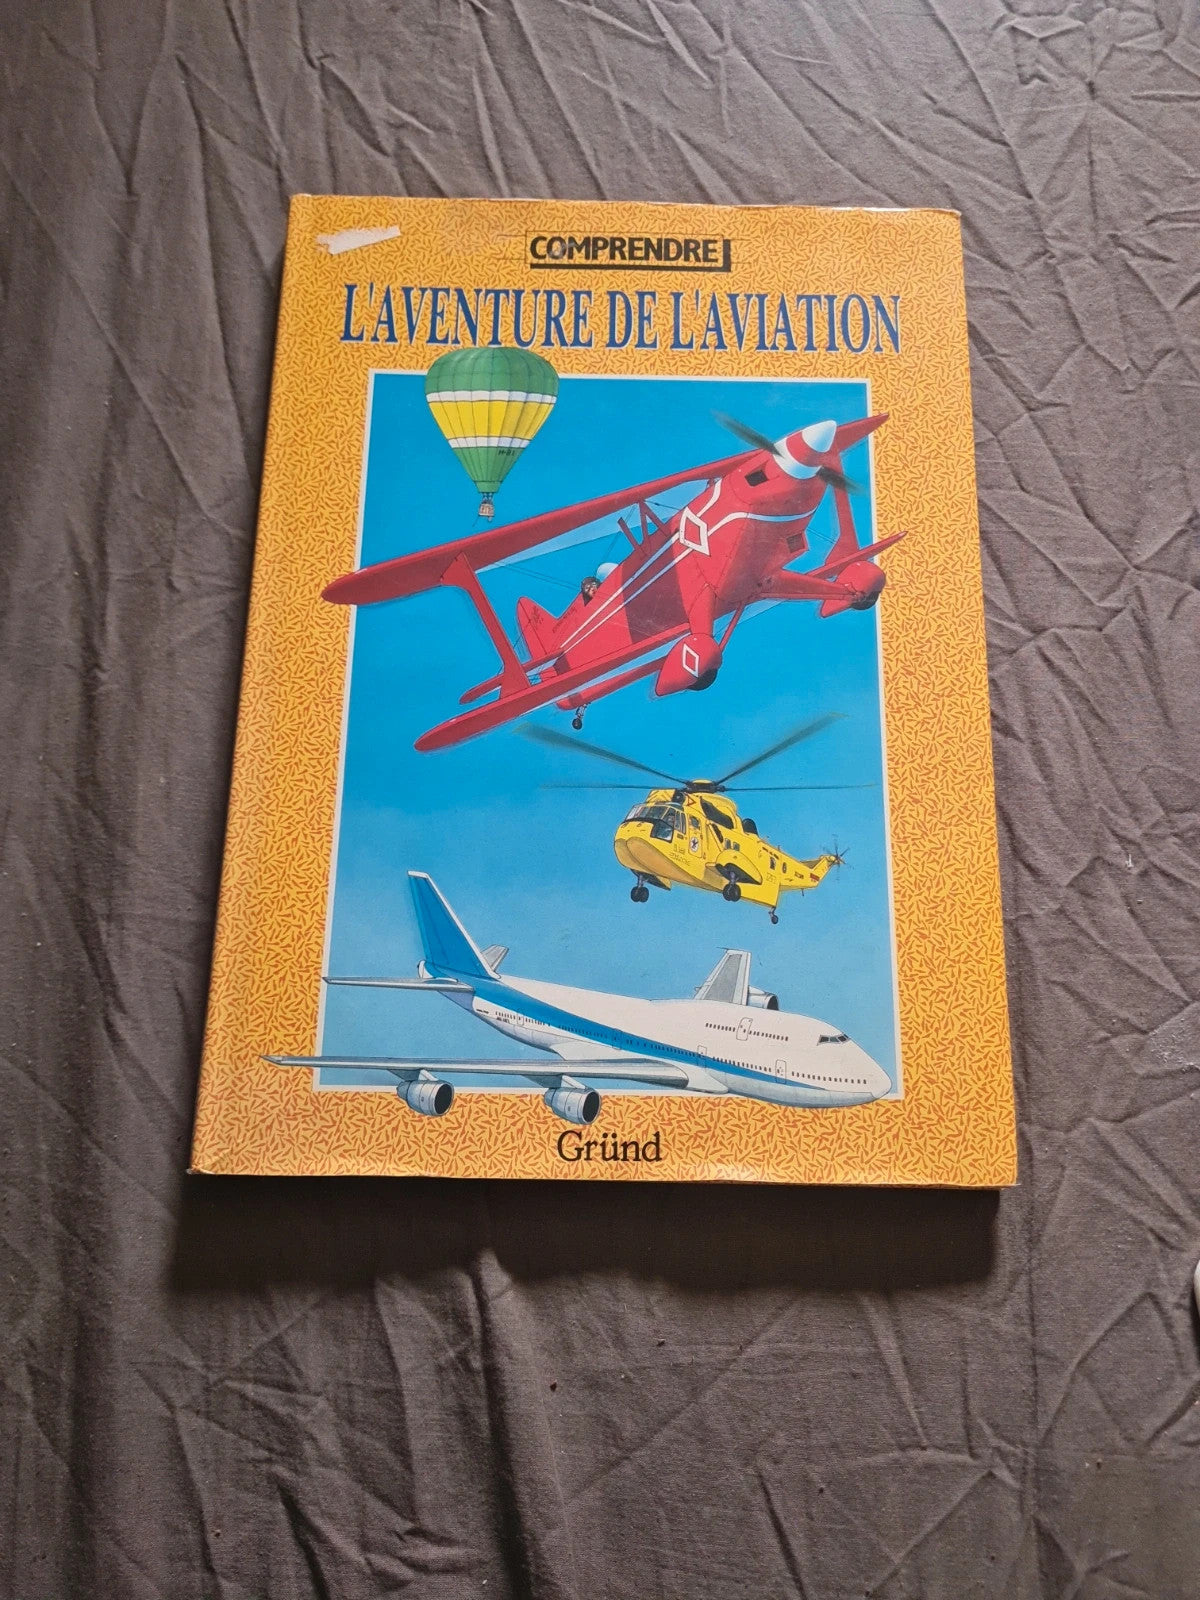 COMPRENDRE
L'AVENTURE DE L'AVIATION
Gründ